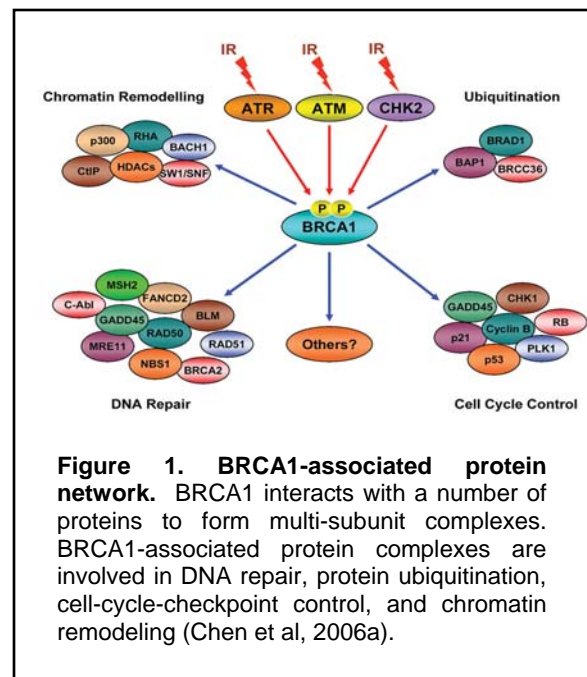 IR IR IR
Chromatin Remodelling
ATR ATM CHK2
Ubiquitination
p300 RHA BACH1
CtIP HDACs SW1/SNF
BRAD1
BAP1 BRCC36
P P
BRCA1
MSH2
C-Abl FANCD2
GADD45 BLM
RAD50
MRE11 RAD51
NBS1 BRCA2
DNA Repair
Others?
GADD45 CHK1
Cyclin B RB
p21
p53 PLK1
Cell Cycle Control
Figure 1. BRCA1-associated protein
network. BRCA1 interacts with a number of
proteins to form multi-subunit complexes.
BRCA1-associated protein complexes are
involved in DNA repair, protein ubiquitination,
cell-cycle-checkpoint control, and chromatin
remodeling (Chen et al, 2006a).